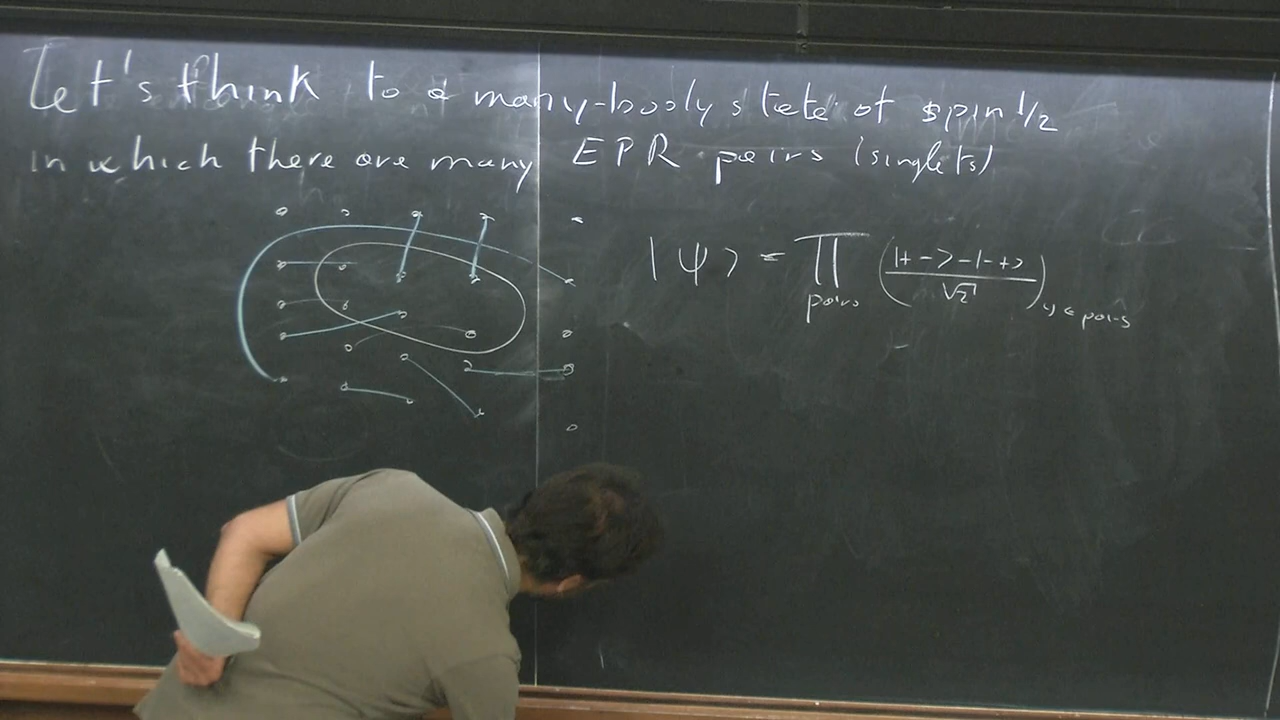 Let's think to a many-body state of spin 1/2
in which there are many EPR pairs (singlets)
|ψ> = ∏_{pairs} ((|+-> - |-+>)/√2)_{ij ∈ pairs}